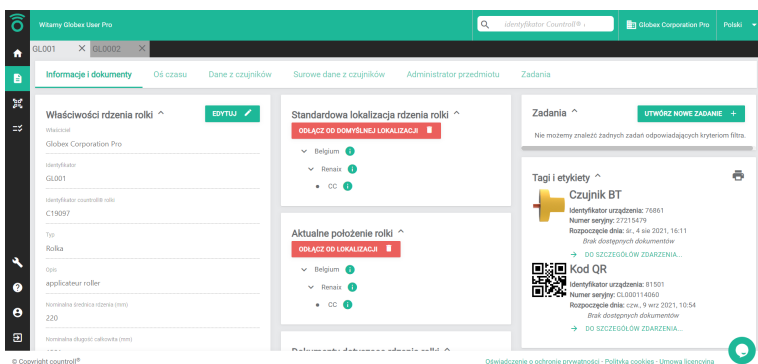 Witamy Globex User Pro
identyfikator Countroll® i
Globex Corporation Pro
Polski
GL001 X
GL0002 X
Informacje i dokumenty
Oś czasu
Dane z czujników
Surowe dane z czujników
Administrator przedmiotu
Zadania
Właściwości rdzenia rolki
EDYTUJ
Właściciel
Globex Corporation Pro
Identyfikator
GL001
Identyfikator countroll® rolki
C19097
Typ
Rolka
Opis
applicateur roller
Nominalna średnica rdzenia (mm)
220
Nominalna długość całkowita (mm)
Standardowa lokalizacja rdzenia rolki
ODŁĄCZ OD DOMYŚLNEJ LOKALIZACJI
Belgium
Renaix
CC
Aktualne położenie rolki
ODŁĄCZ OD LOKALIZACJI
Belgium
Renaix
CC
Dokumenty dotyczące rdzenia rolki
Zadania
UTWÓRZ NOWE ZADANIE +
Nie możemy znaleźć żadnych zadań odpowiadających kryteriom filtra.
Tagi i etykiety
Czujnik BT
Identyfikator urządzenia: 76861
Numer seryjny: 27215479
Rozpoczęcie dnia: śr., 4 sie 2021, 16:11
Brak dostępnych dokumentów
DO SZCZEGÓŁÓW ZDARZENIA...
Kod QR
Identyfikator urządzenia: 81501
Numer seryjny: CL000114060
Rozpoczęcie dnia: czw., 9 wrz 2021, 10:54
Brak dostępnych dokumentów
DO SZCZEGÓŁÓW ZDARZENIA...
© Copyright countroll®
Oświadczenie o ochronie prywatności - Polityka cookies - Umowa licencyjna